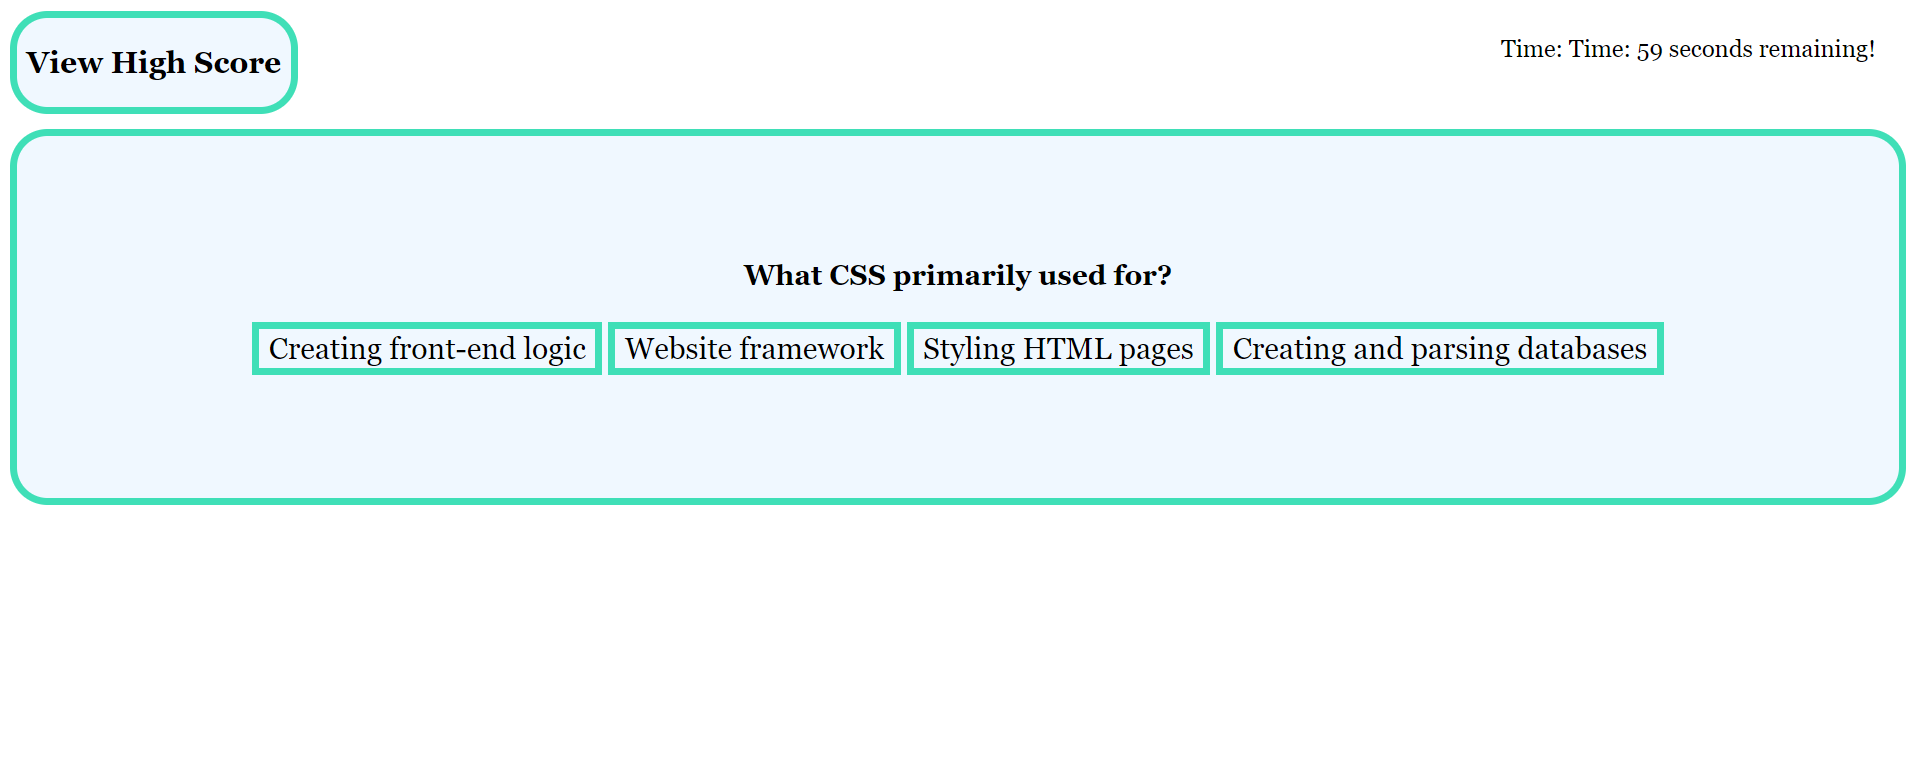 View High Score
Time: Time: 59 seconds remaining!
What CSS primarily used for?
Creating front-end logic
Website framework
Styling HTML pages
Creating and parsing databases